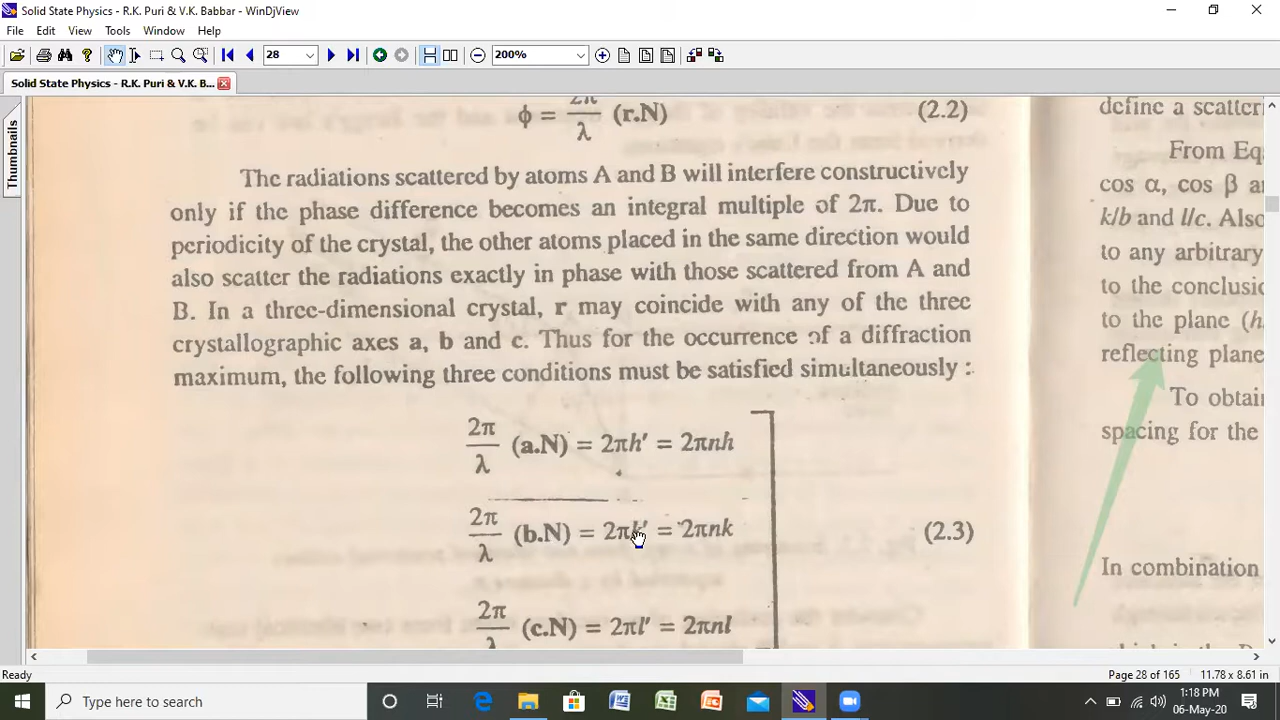 Solid State Physics - R.K. Puri & V.K. Babbar - WinDjView
File Edit View Tools Window Help
28 200%
Solid State Physics - R.K. Puri & V.K. B...
Thumbnails
φ = 2π/λ (r.N) (2.2)
The radiations scattered by atoms A and B will interfere constructively
only if the phase difference becomes an integral multiple of 2π. Due to
periodicity of the crystal, the other atoms placed in the same direction would
also scatter the radiations exactly in phase with those scattered from A and
B. In a three-dimensional crystal, r may coincide with any of the three
crystallographic axes a, b and c. Thus for the occurrence of a diffraction
maximum, the following three conditions must be satisfied simultaneously :
2π/λ (a.N) = 2πh′ = 2πnh
2π/λ (b.N) = 2πk′ = 2πnk (2.3)
2π/λ (c.N) = 2πl′ = 2πnl
define a scatter
From Eq
cos α, cos β a
k/b and l/c. Also
to any arbitrary
to the conclusi
to the plane (h
reflecting plane
To obtai
spacing for the
In combination
Ready Page 28 of 165 11.78 x 8.61 in
Type here to search
1:18 PM
06-May-20